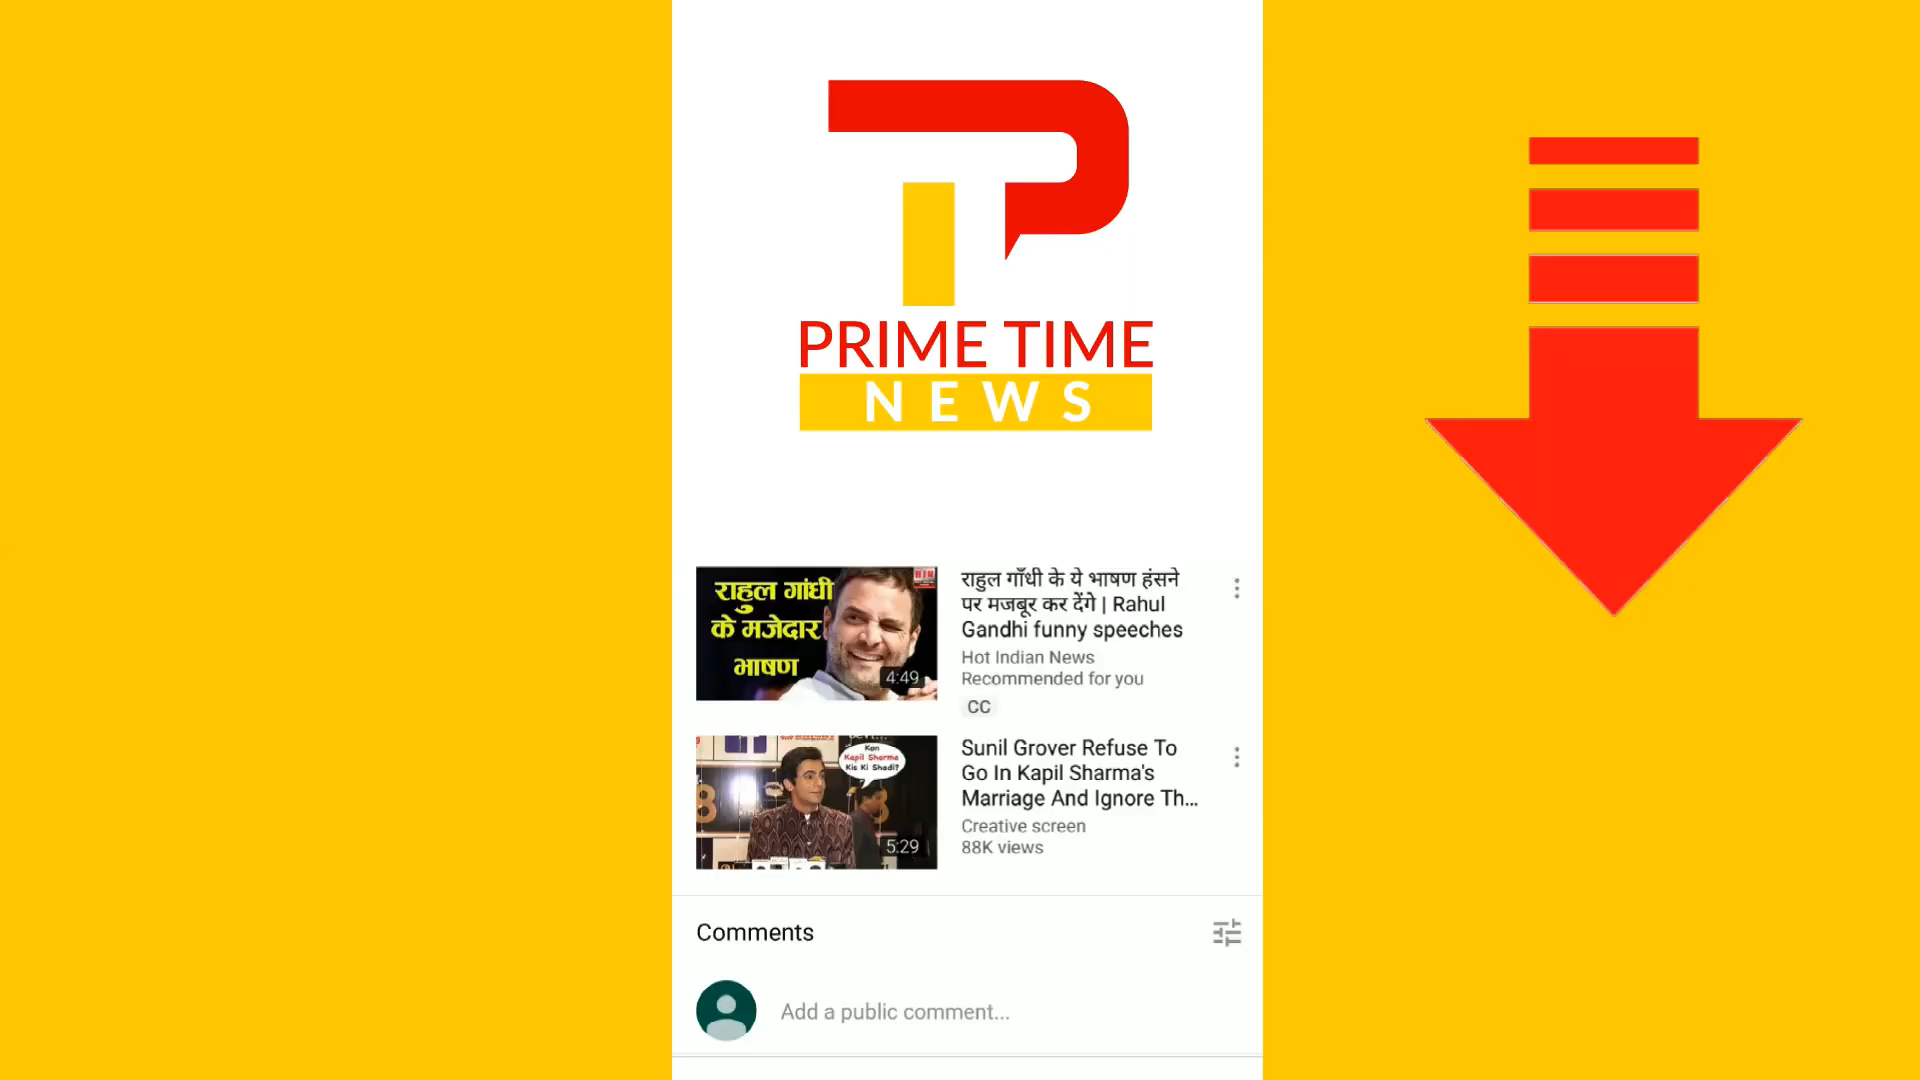 PRIME TIME
NEWS
राहुल गांधी
के मजेदार
भाषण
4:49
राहुल गाँधी के ये भाषण हंसने
पर मजबूर कर देंगे | Rahul
Gandhi funny speeches
Hot Indian News
Recommended for you
CC
Kon
Kapil Sharma
Kis Ki Shadi?
5:29
Sunil Grover Refuse To
Go In Kapil Sharma's
Marriage And Ignore Th...
Creative screen
88K views
Comments
Add a public comment...